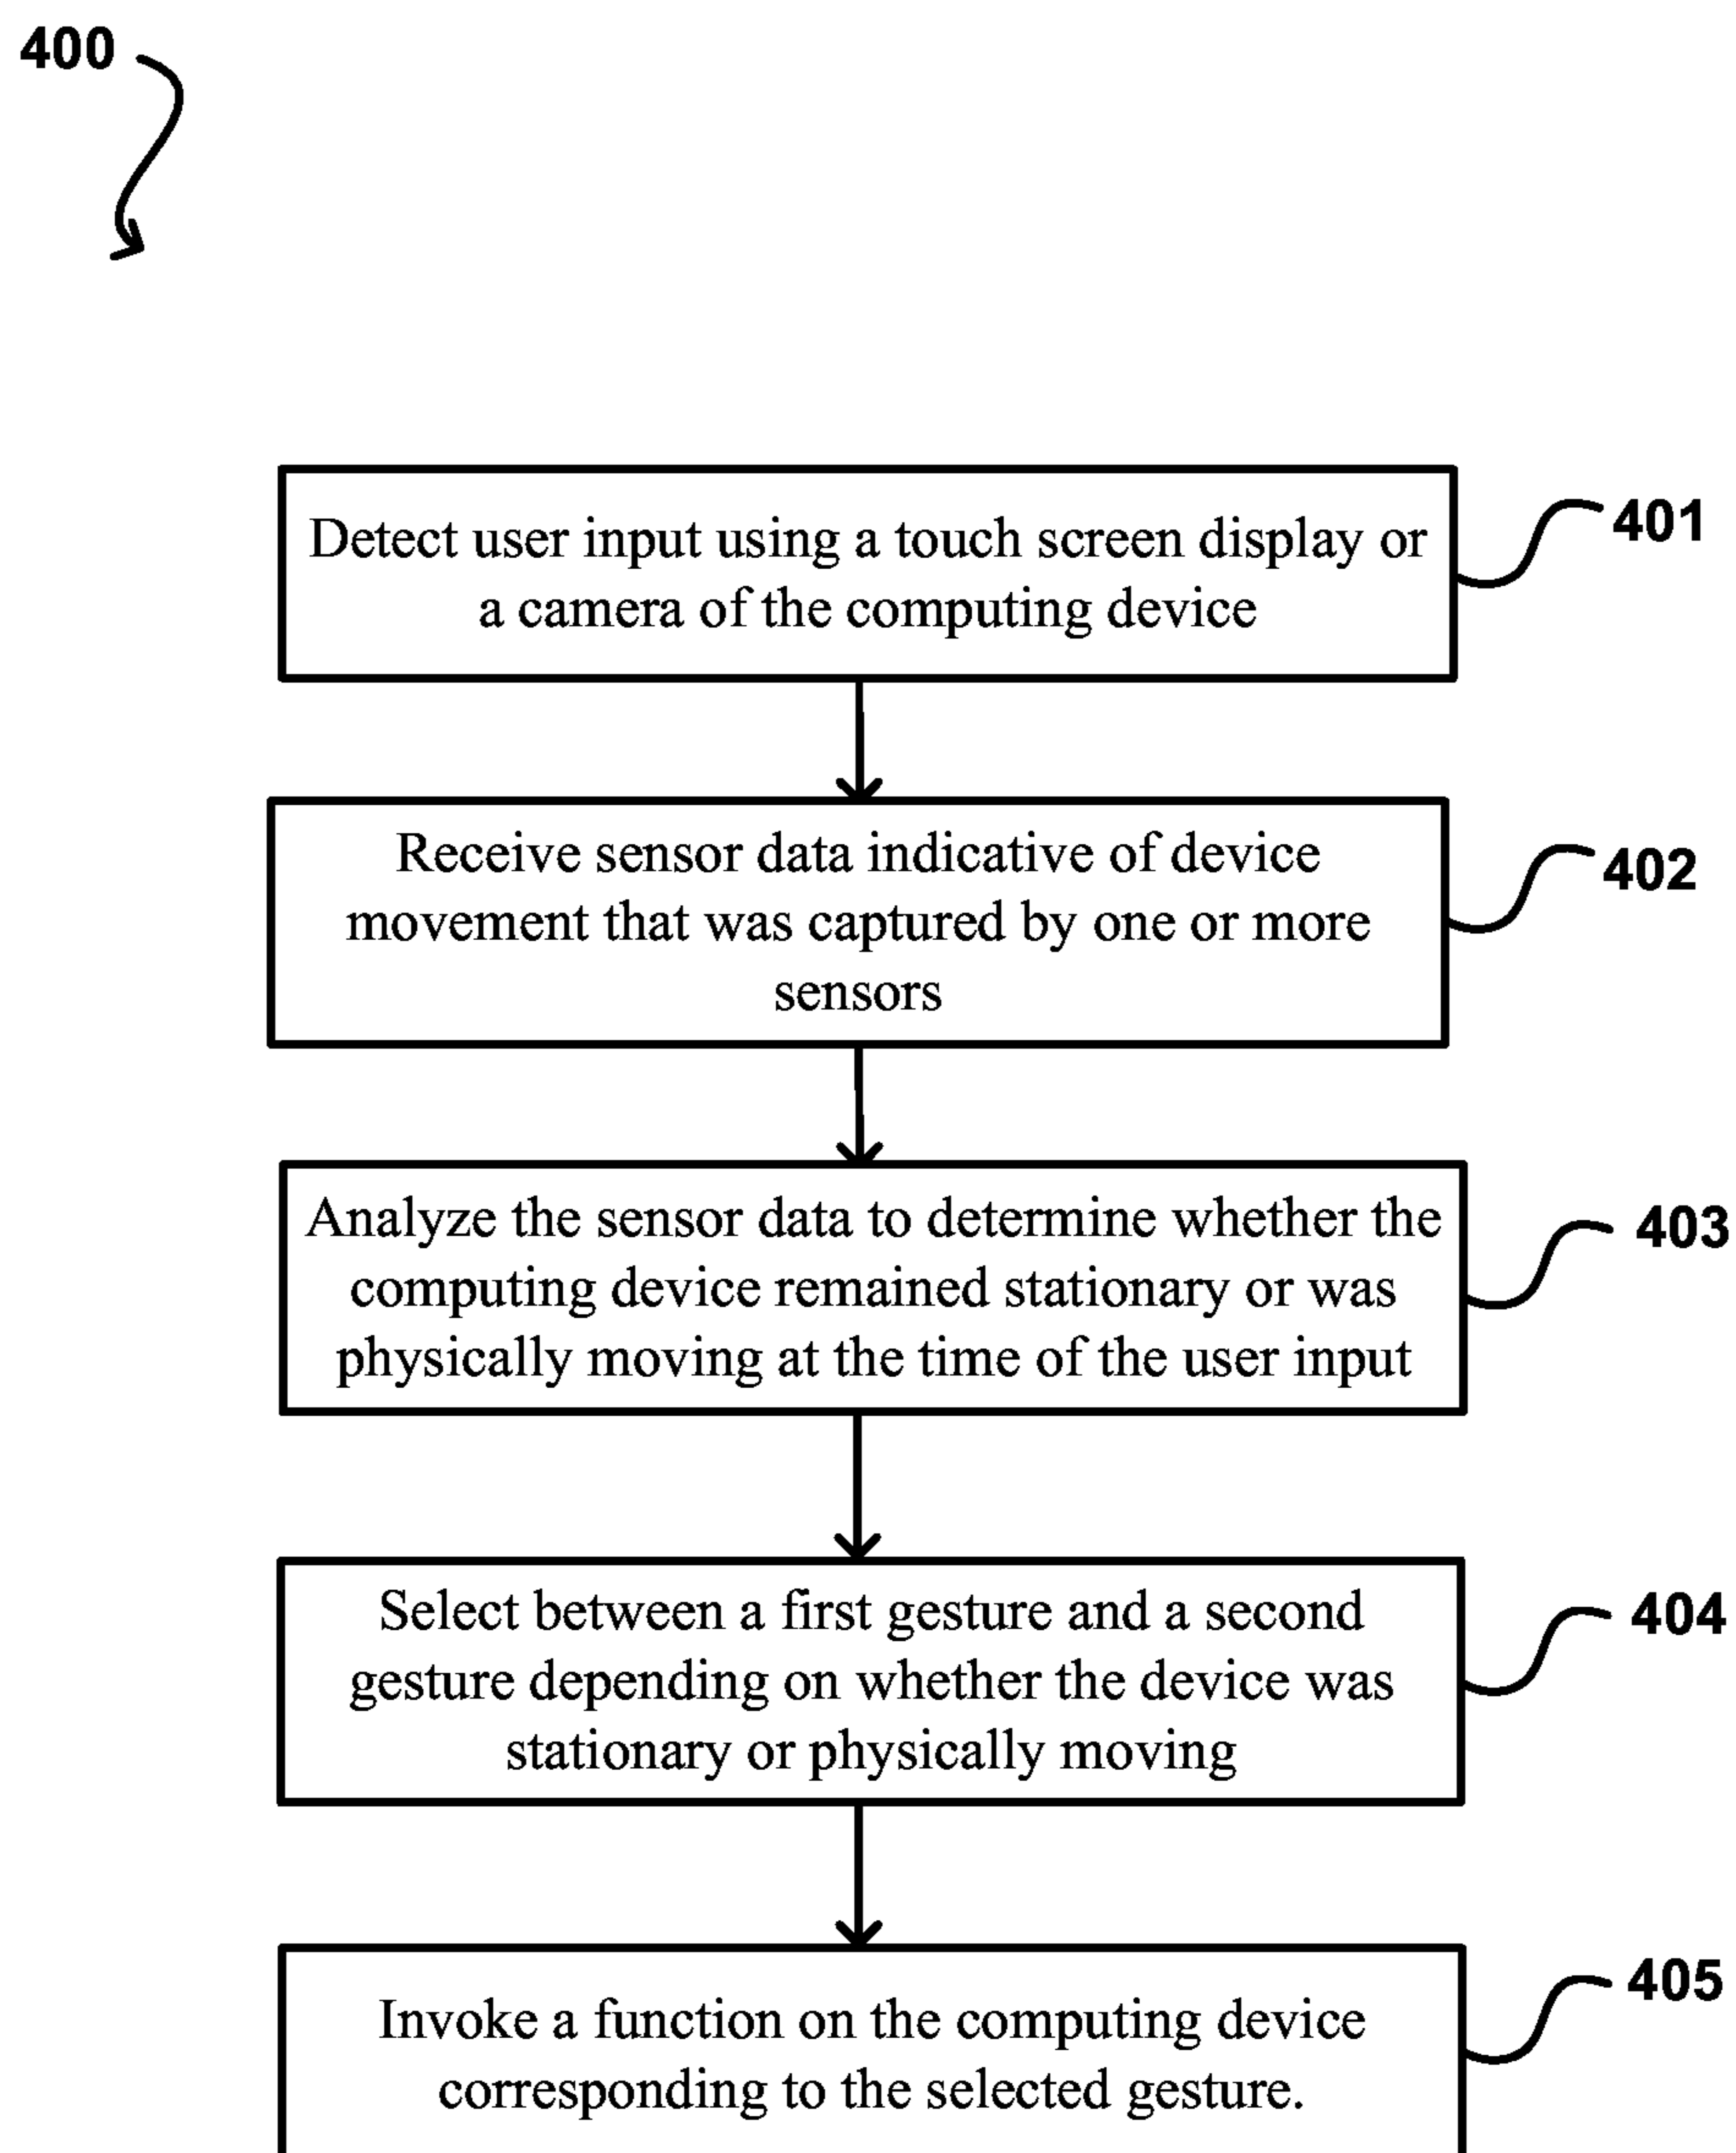 400
Detect user input using a touch screen display or
a camera of the computing device
401
Receive sensor data indicative of device
movement that was captured by one or more
sensors
402
Analyze the sensor data to determine whether the
computing device remained stationary or was
physically moving at the time of the user input
403
Select between a first gesture and a second
gesture depending on whether the device was
stationary or physically moving
404
Invoke a function on the computing device
corresponding to the selected gesture.
405